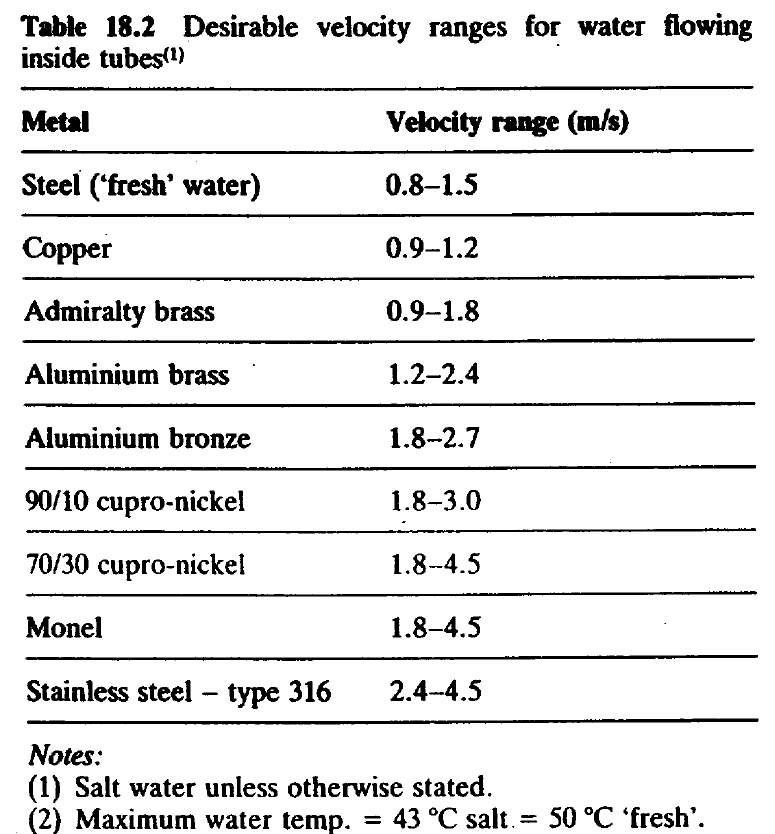 Table 18.2 Desirable velocity ranges for water flowing
inside tubes(1)
Metal Velocity range (m/s)
Steel (‘fresh’ water) 0.8–1.5
Copper 0.9–1.2
Admiralty brass 0.9–1.8
Aluminium brass 1.2–2.4
Aluminium bronze 1.8–2.7
90/10 cupro-nickel 1.8–3.0
70/30 cupro-nickel 1.8–4.5
Monel 1.8–4.5
Stainless steel – type 316 2.4–4.5
Notes:
(1) Salt water unless otherwise stated.
(2) Maximum water temp. = 43 °C salt = 50 °C ‘fresh’.